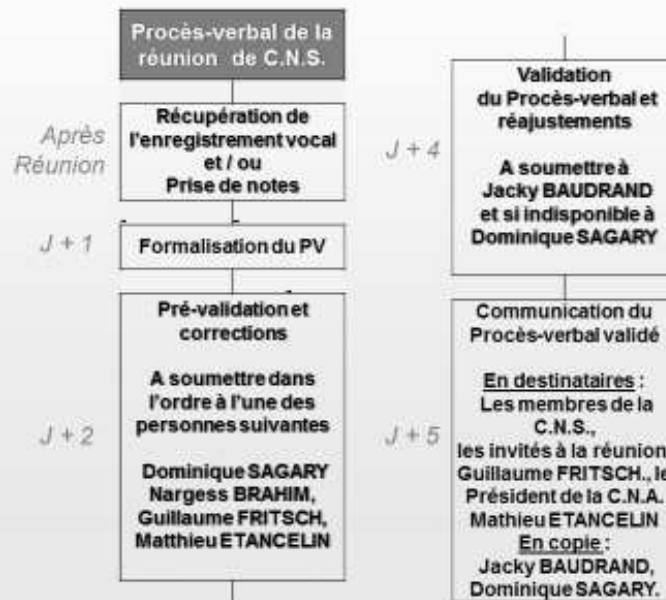 Procès-verbal de la
réunion de C.N.S.
Après
Réunion
Récupération de
l'enregistrement vocal
et / ou
Prise de notes
J + 1
Formalisation du PV
J + 2
Pré-validation et
corrections
A soumettre dans
l'ordre à l'une des
personnes suivantes
Dominique SAGARY
Nargess BRAHIM,
Guillaume FRITSCH,
Matthieu ETANCELIN
J + 4
Validation
du Procès-verbal et
réajustements
A soumettre à
Jacky BAUDRAND
et si indisponible à
Dominique SAGARY
J + 5
Communication du
Procès-verbal validé
En destinataires :
Les membres de la
C.N.S.,
les invités à la réunion
Guillaume FRITSCH., le
Président de la C.N.A.
Mathieu ETANCELIN
En copie :
Jacky BAUDRAND,
Dominique SAGARY.